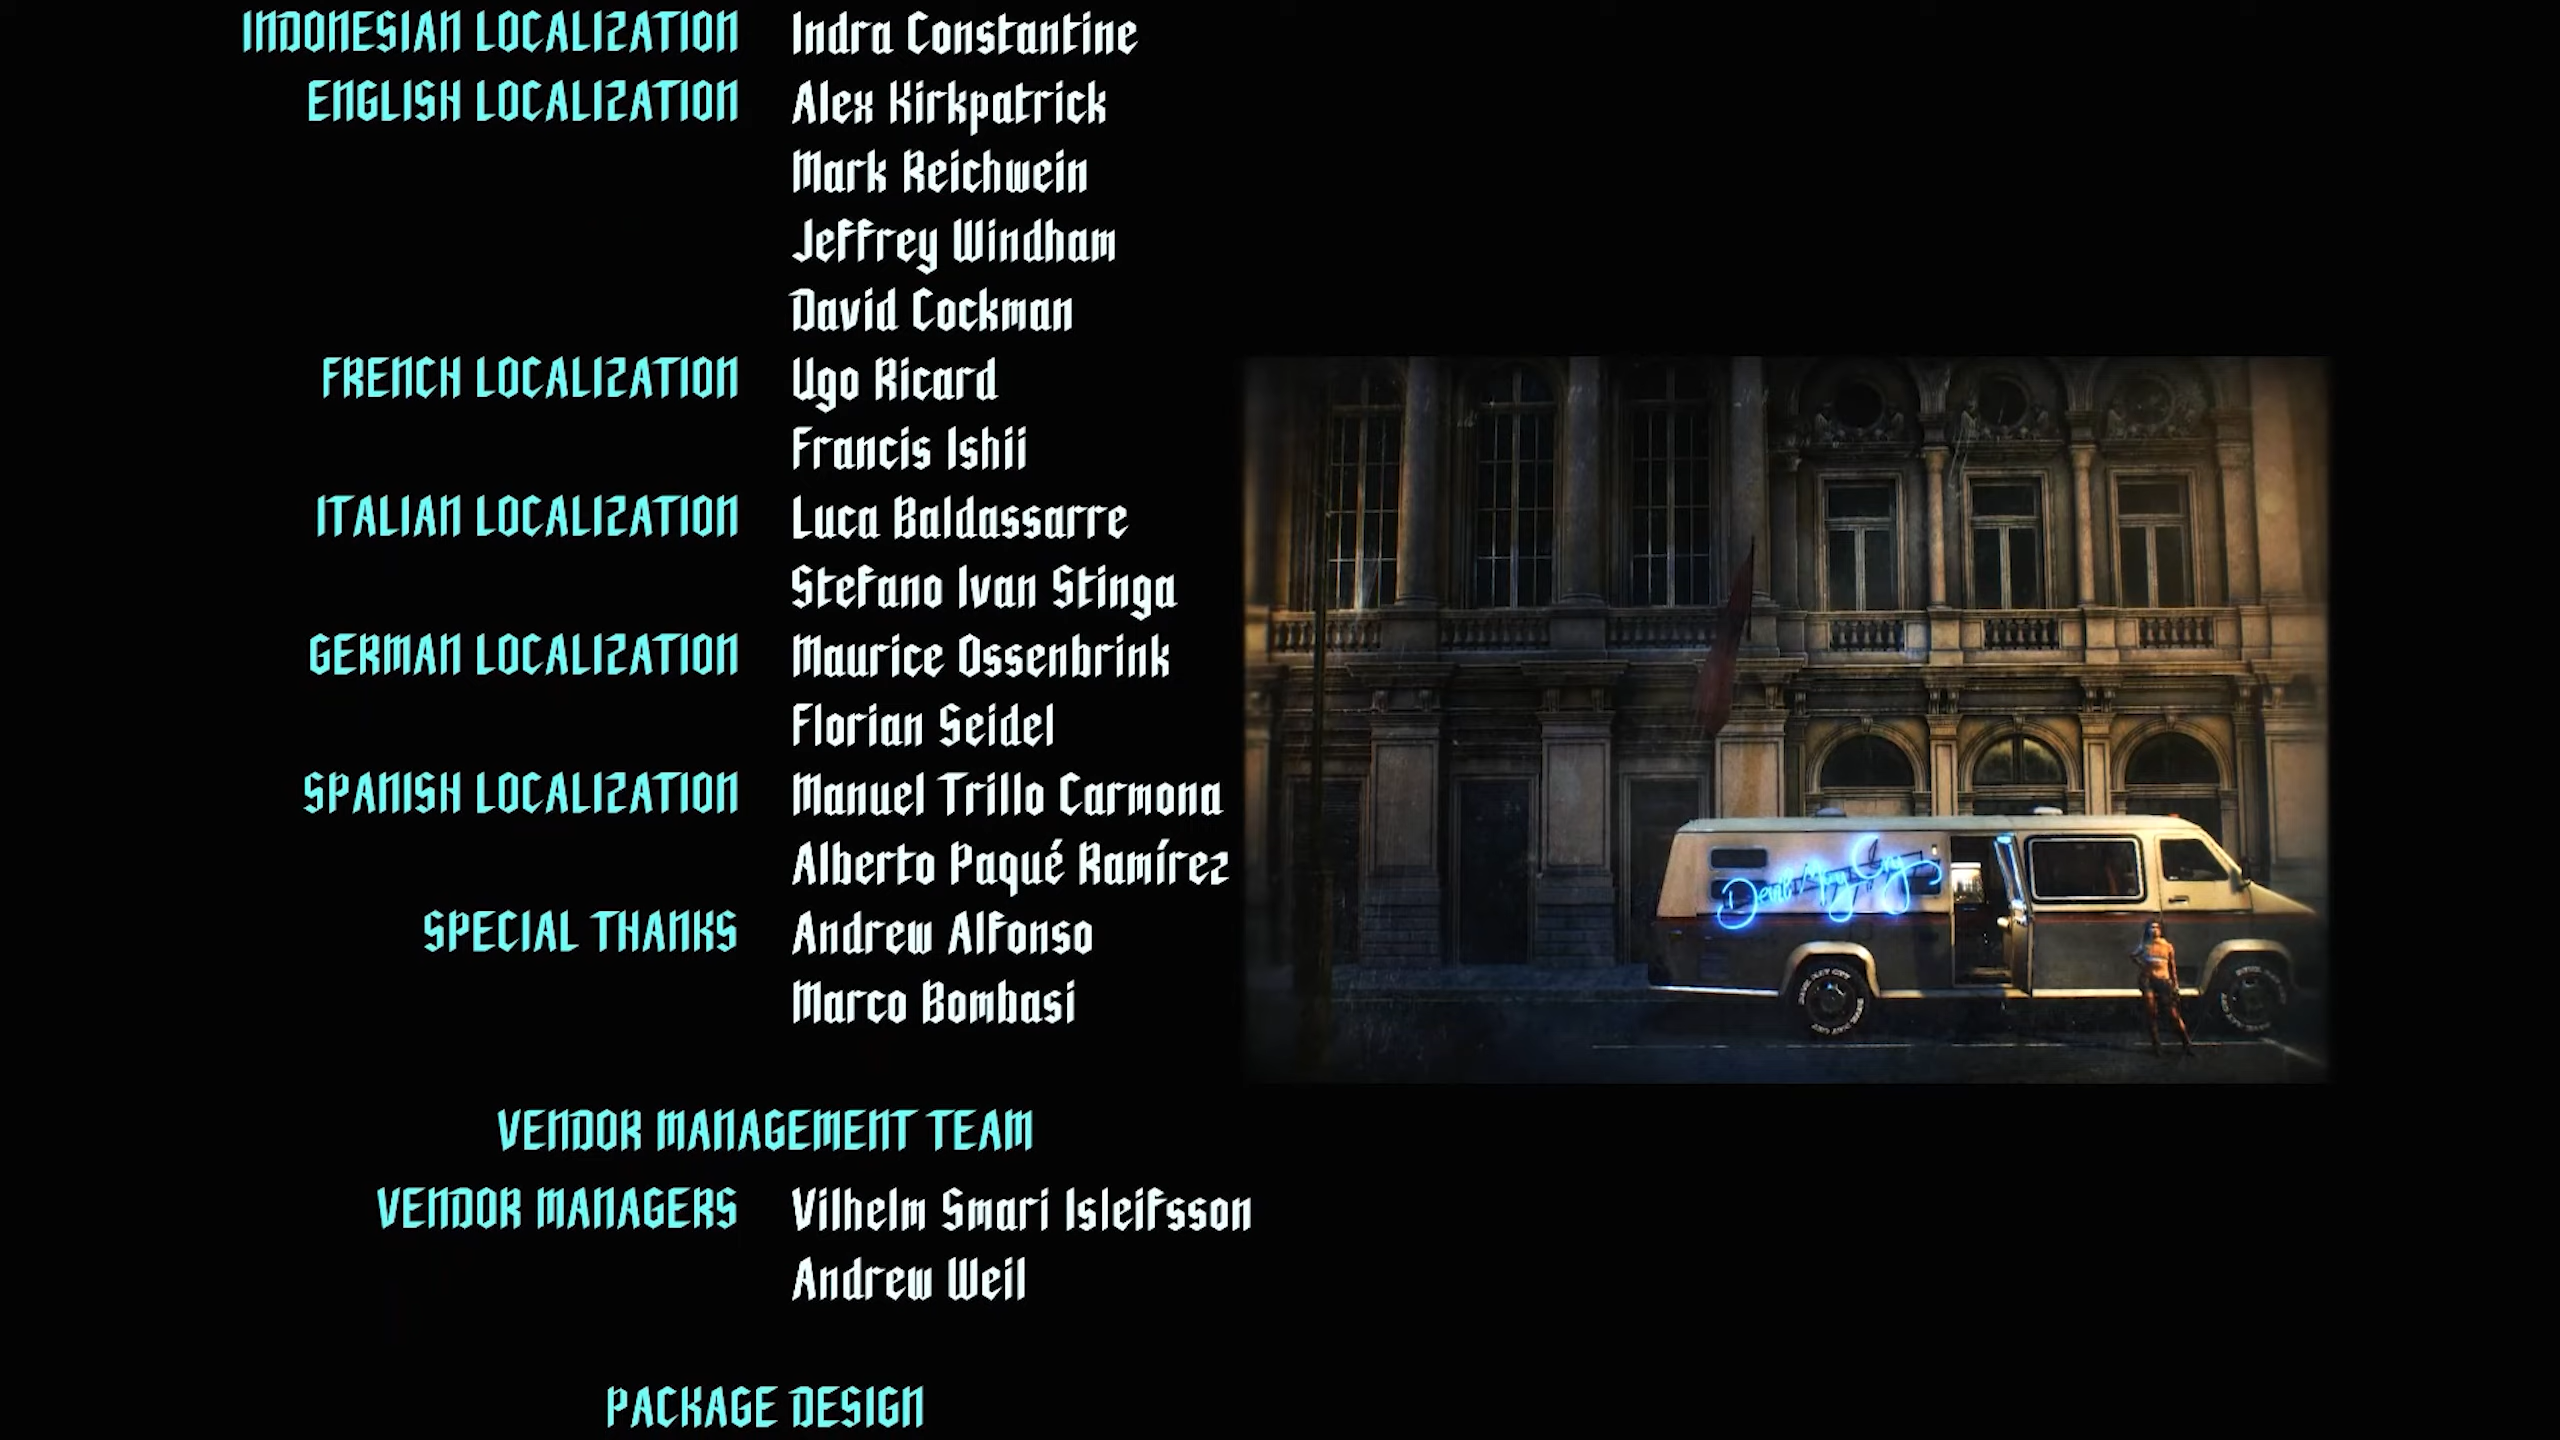 INDONESIAN LOCALIZATION Indra Constantine
ENGLISH LOCALIZATION Alex Kirkpatrick
Mark Reichwein
Jeffrey Windham
David Cockman
FRENCH LOCALIZATION Ugo Ricard
Francis Ishii
ITALIAN LOCALIZATION Luca Baldassarre
Stefano Ivan Stinga
GERMAN LOCALIZATION Maurice Ossenbrink
Florian Seidel
SPANISH LOCALIZATION Manuel Trillo Carmona
Alberto Paqué Ramírez
SPECIAL THANKS Andrew Alfonso
Marco Bombasi
Devil May Cry
VENDOR MANAGEMENT TEAM
VENDOR MANAGERS Vilhelm Smari Isleifsson
Andrew Weil
PACKAGE DESIGN